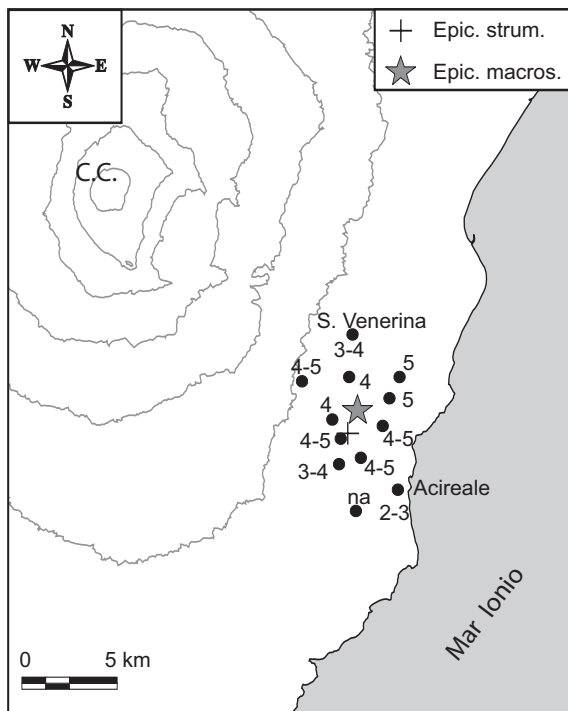 N
W E
S
Epic. strum.
Epic. macros.
C.C.
S. Venerina
3-4
4-5
4
5
5
4
4-5
4-5
3-4
4-5
na
Acireale
2-3
Mar Ionio
0 5 km